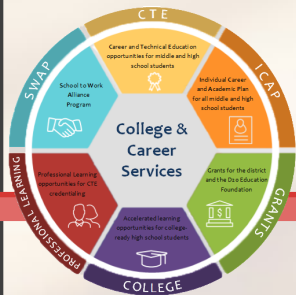 CTE
Career and Technical Education
opportunities for middle and high
school students
ICAP
Individual Career
and Academic Plan
for all middle and high
school students
GRANTS
Grants for the district
and the D20 Education
Foundation
COLLEGE
Accelerated learning
opportunities for college-
ready high school students
PROFESSIONAL LEARNING
Professional Learning
opportunities for CTE
credentialing
SWAP
School to Work
Alliance
Program
College &
Career
Services